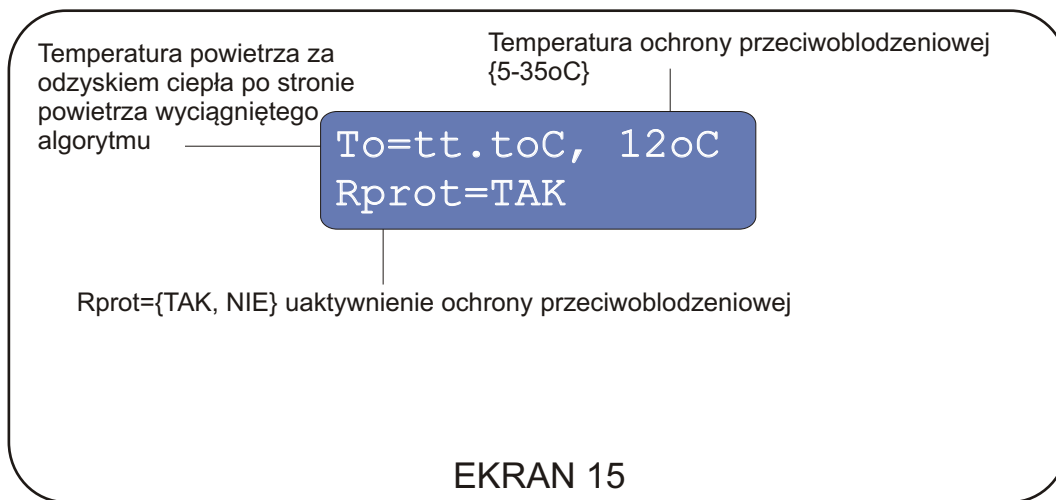 Temperatura powietrza za
odzyskiem ciepła po stronie
powietrza wyciągniętego
algorytmu
Temperatura ochrony przeciwoblodzeniowej
{5-35oC}
To=tt.toC, 12oC
Rprot=TAK
Rprot={TAK, NIE} uaktywnienie ochrony przeciwoblodzeniowej
EKRAN 15